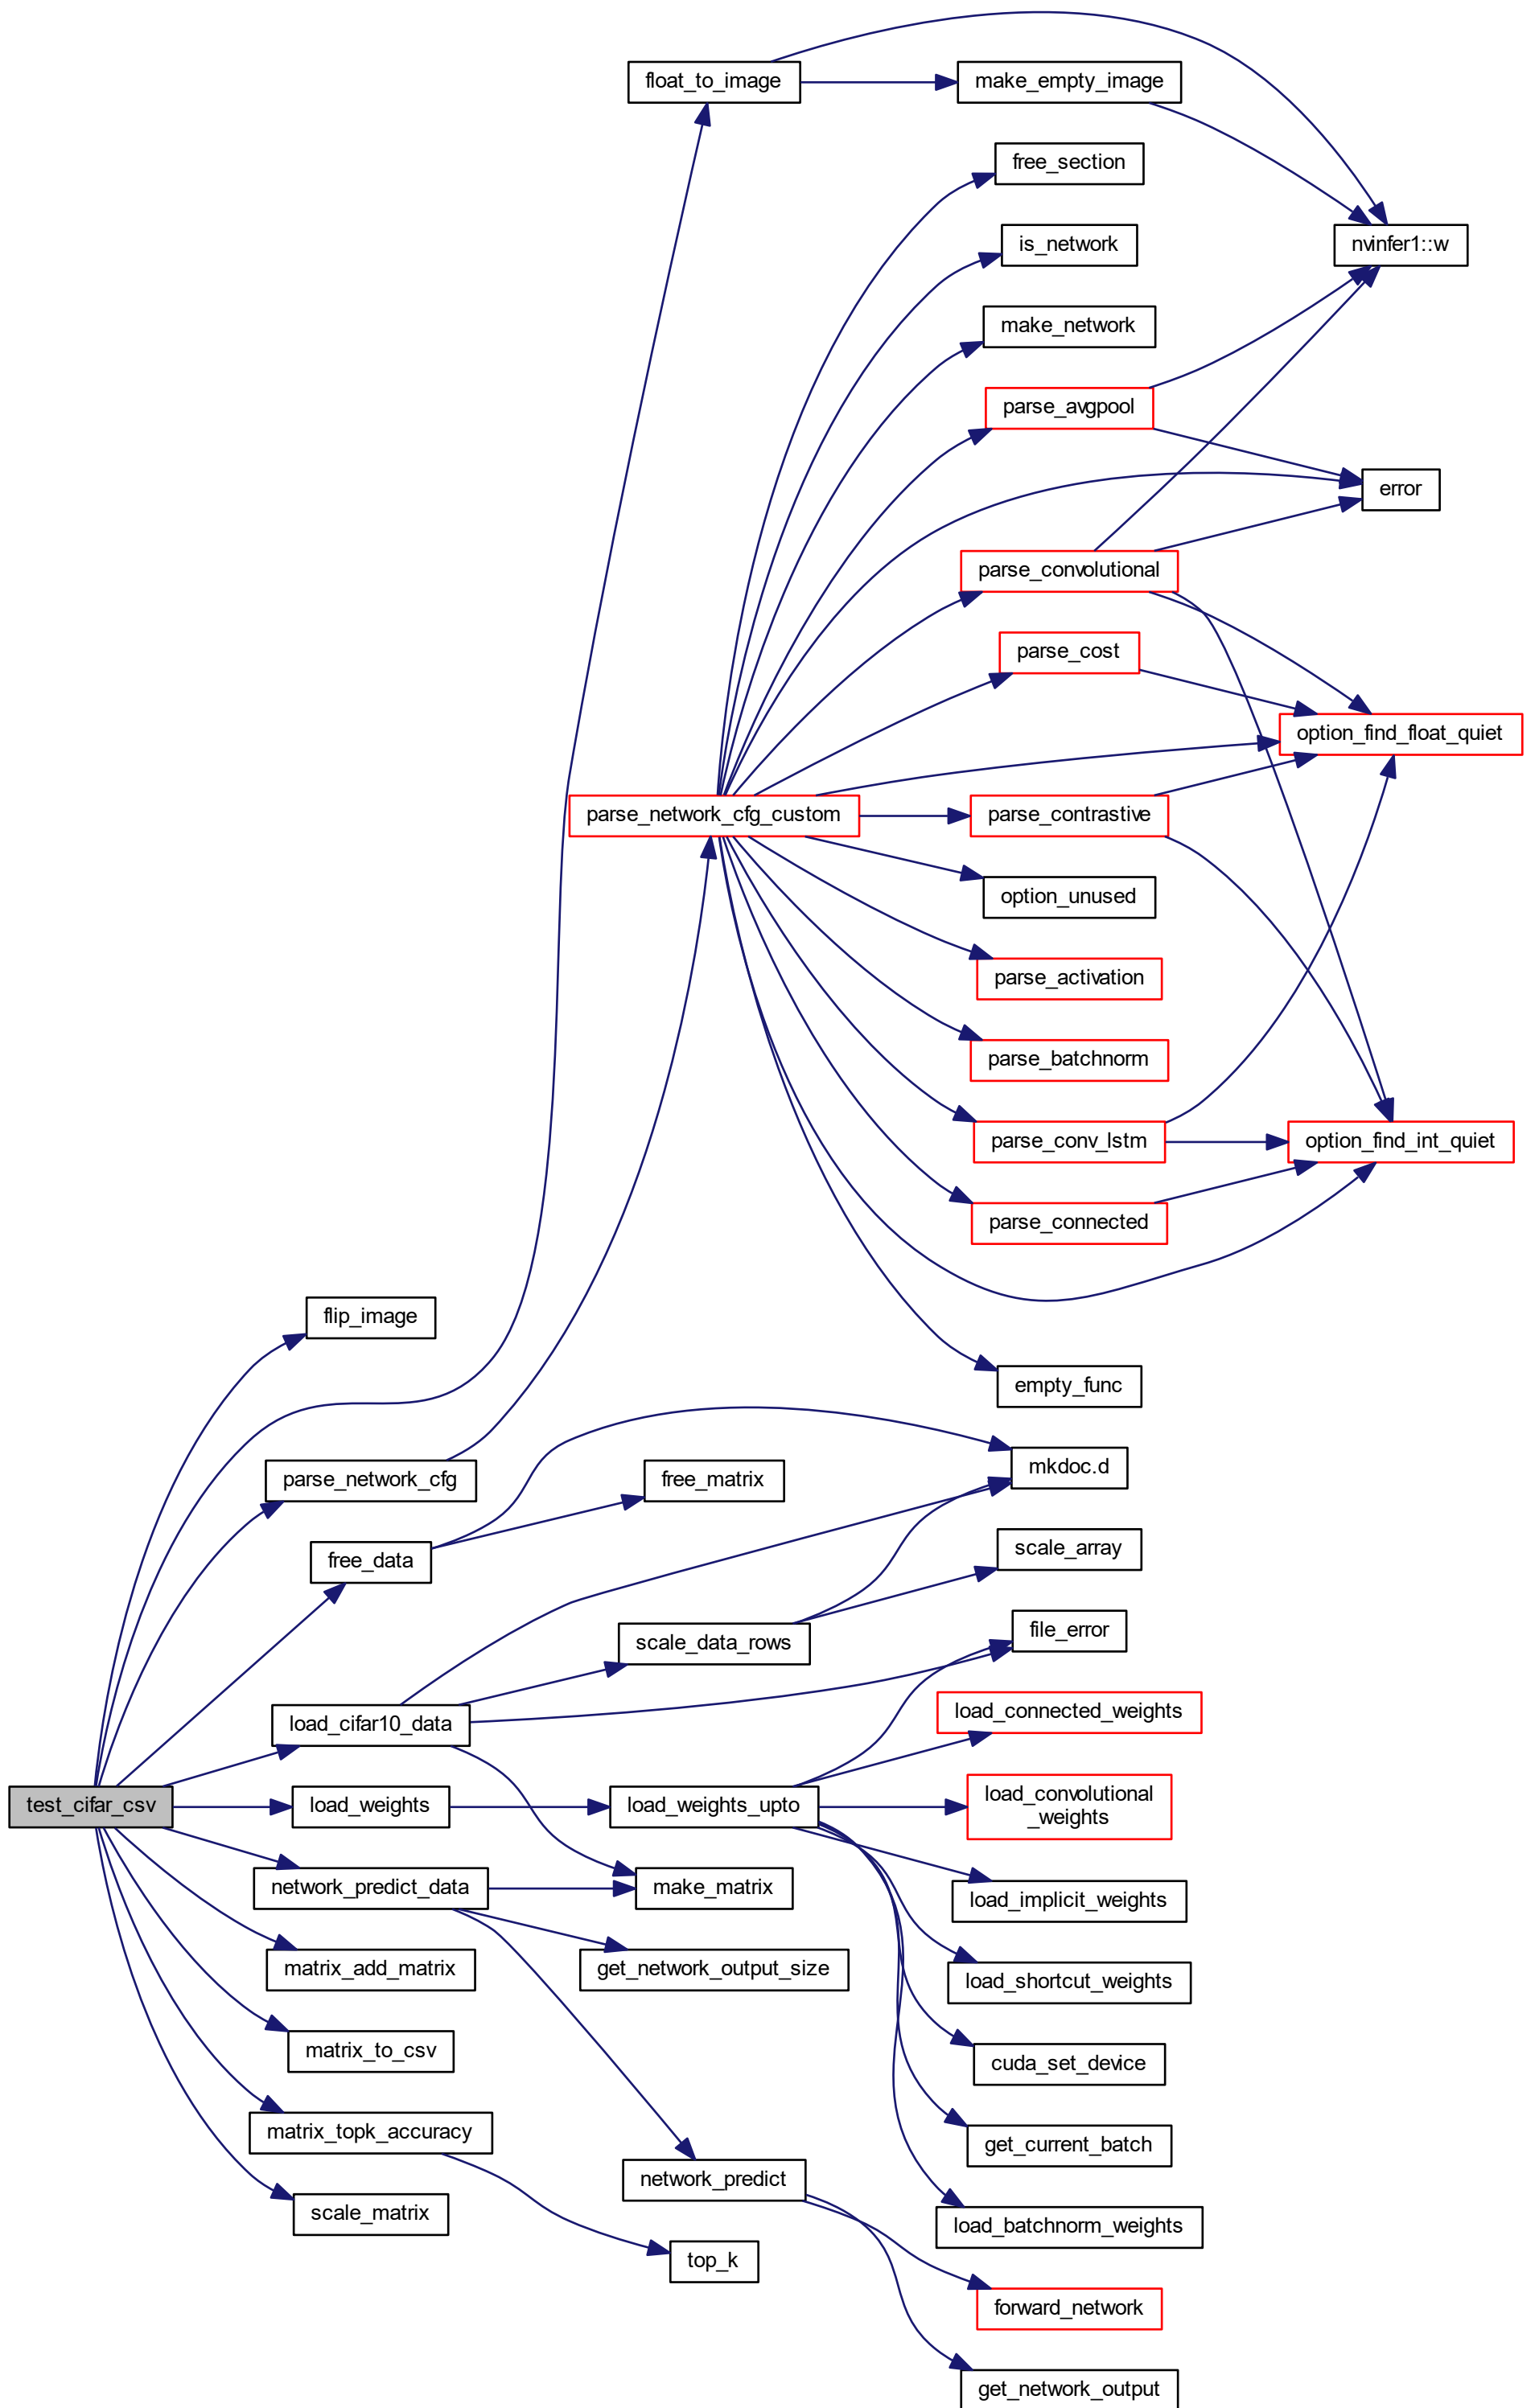 float_to_image
make_empty_image
free_section
is_network
nvinfer1::w
make_network
parse_avgpool
error
parse_convolutional
parse_cost
option_find_float_quiet
parse_network_cfg_custom
parse_contrastive
option_unused
parse_activation
parse_batchnorm
parse_conv_lstm
option_find_int_quiet
parse_connected
flip_image
empty_func
mkdoc.d
parse_network_cfg
free_matrix
free_data
scale_array
scale_data_rows
file_error
load_cifar10_data
load_connected_weights
test_cifar_csv
load_weights
load_weights_upto
load_convolutional
_weights
network_predict_data
make_matrix
load_implicit_weights
matrix_add_matrix
get_network_output_size
load_shortcut_weights
matrix_to_csv
cuda_set_device
matrix_topk_accuracy
get_current_batch
network_predict
scale_matrix
load_batchnorm_weights
top_k
forward_network
get_network_output